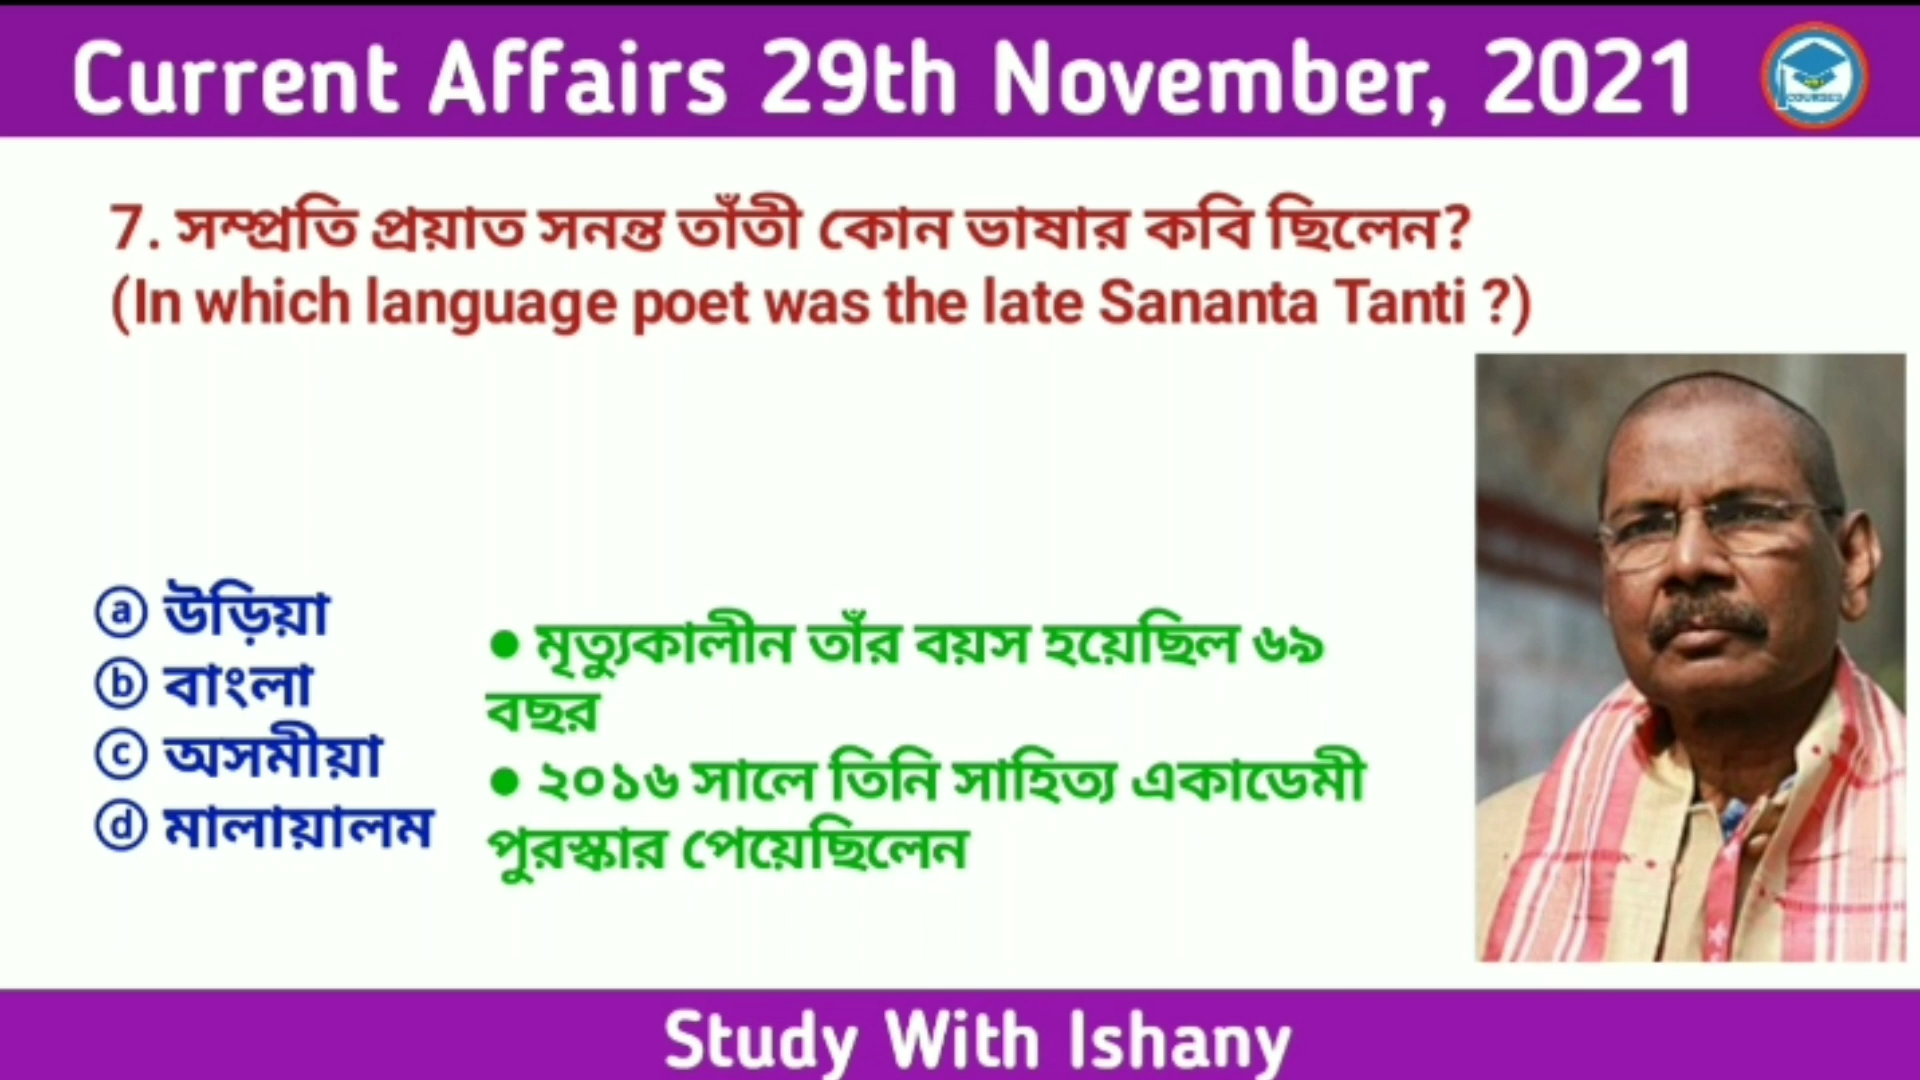 Current Affairs 29th November, 2021
COURSES
7. সম্প্রতি প্রয়াত সনন্ত তাঁতী কোন ভাষার কবি ছিলেন?
(In which language poet was the late Sananta Tanti ?)
ⓐ উড়িয়া
ⓑ বাংলা
ⓒ অসমীয়া
ⓓ মালায়ালম
● মৃত্যুকালীন তাঁর বয়স হয়েছিল ৬৯
বছর
● ২০১৬ সালে তিনি সাহিত্য একাডেমী
পুরস্কার পেয়েছিলেন
Study With Ishany